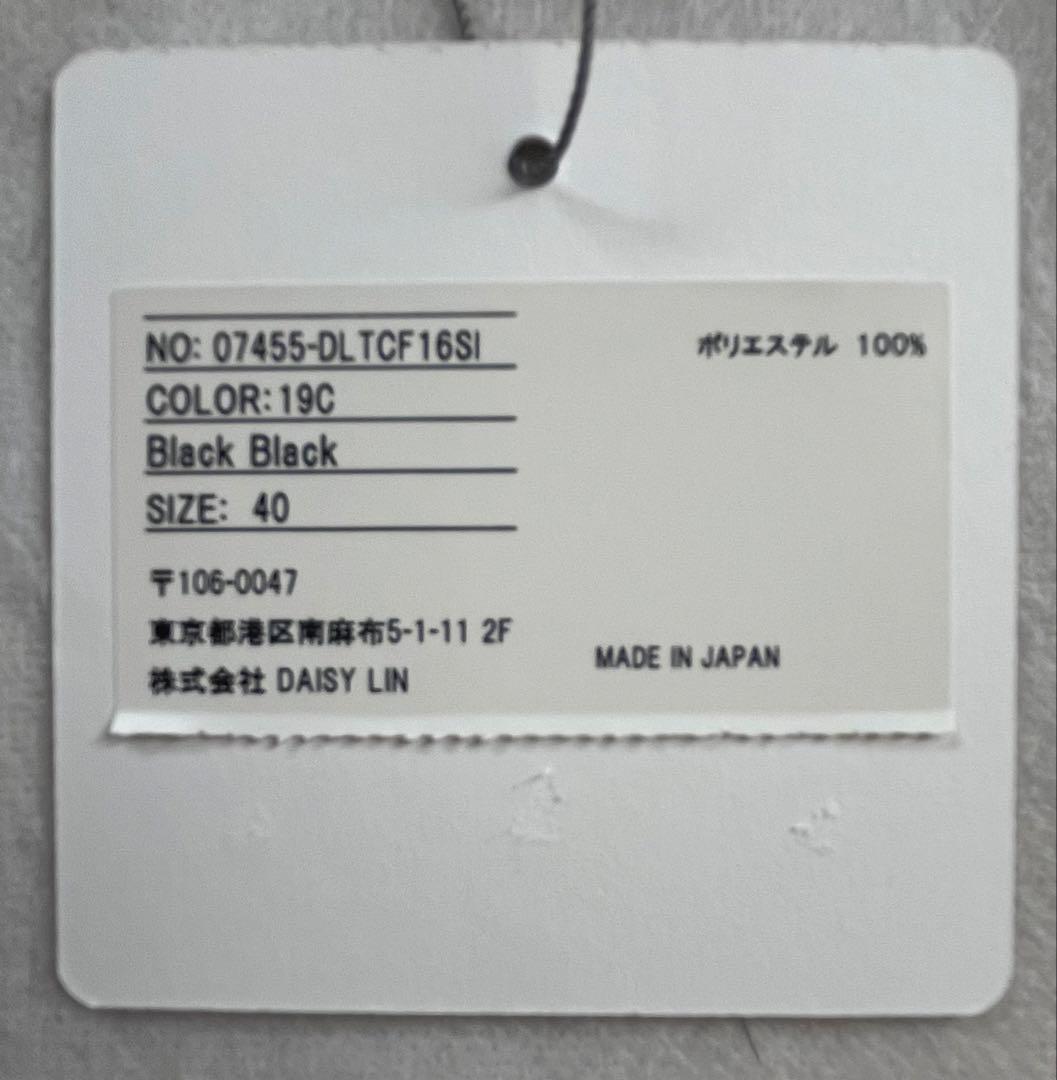 NO: 07455-DLTCF16SI
ポリエステル 100%
COLOR:19C
Black Black
SIZE: 40
〒106-0047
東京都港区南麻布5-1-11 2F
株式会社 DAISY LIN
MADE IN JAPAN